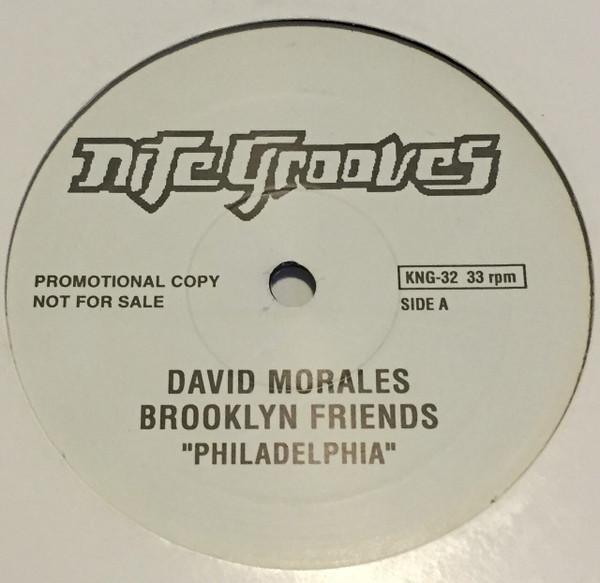 nite grooves
PROMOTIONAL COPY
NOT FOR SALE
KNG-32 33 rpm
SIDE A
DAVID MORALES
BROOKLYN FRIENDS
"PHILADELPHIA"